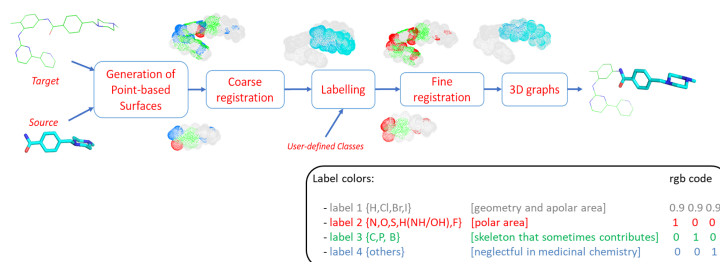 Target
Source
Generation of
Point-based
Surfaces
Coarse
registration
Labelling
Fine
registration
3D graphs
User-defined Classes
Label colors: rgb code
- label 1 {H,Cl,Br,I} [geometry and apolar area] 0.9 0.9 0.9
- label 2 {N,O,S,H(NH/OH),F} [polar area] 1 0 0
- label 3 {C,P, B} [skeleton that sometimes contributes] 0 1 0
- label 4 {others} [neglectful in medicinal chemistry] 0 0 1